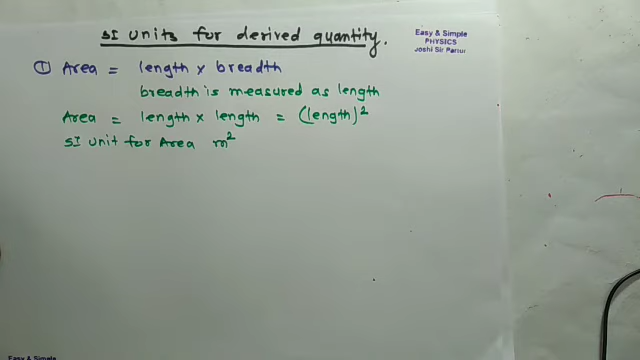 SI Units for derived quantity.
Easy & Simple
PHYSICS
Joshi Sir Parlur
① Area = length × breadth
breadth is measured as length
Area = length × length = (length)²
SI Unit for Area m²
Easy & Simple